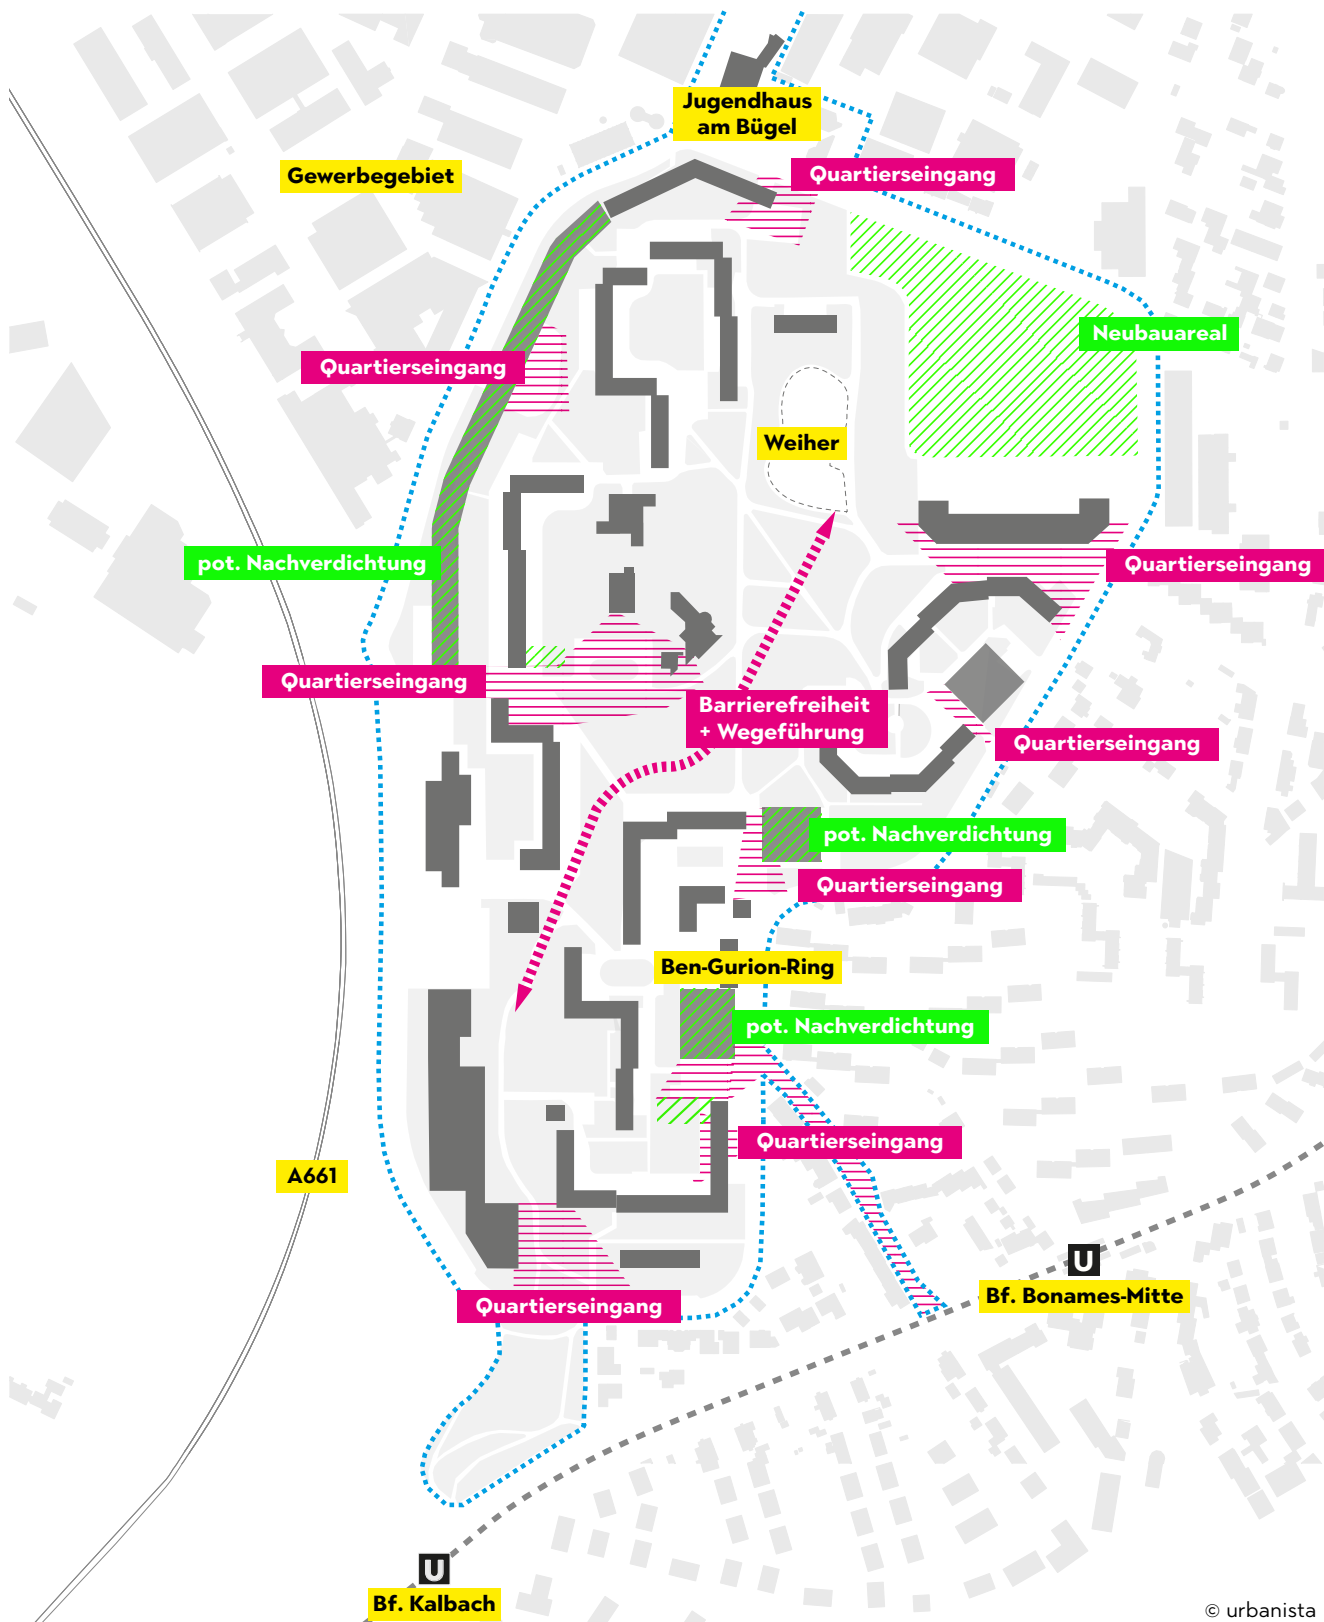 Jugendhaus
am Bügel
Quartierseingang
Gewerbegebiet
Neubauareal
Quartierseingang
Weiher
pot. Nachverdichtung
Quartierseingang
Quartierseingang
Barrierefreiheit
+ Wegeführung
Quartierseingang
pot. Nachverdichtung
Quartierseingang
Ben-Gurion-Ring
pot. Nachverdichtung
Quartierseingang
A661
U
Bf. Bonames-Mitte
Quartierseingang
U
Bf. Kalbach
© urbanista